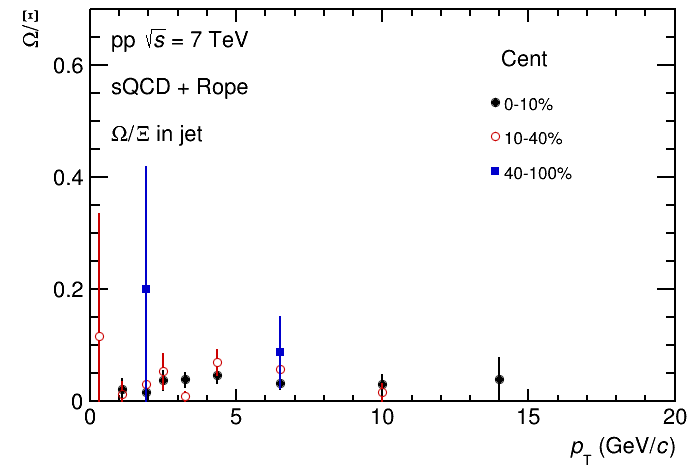 Ω/Ξ
pp √s = 7 TeV
sQCD + Rope
Ω/Ξ in jet
Cent
0-10%
10-40%
40-100%
0.6
0.4
0.2
0
0 5 10 15 20
p_T (GeV/c)